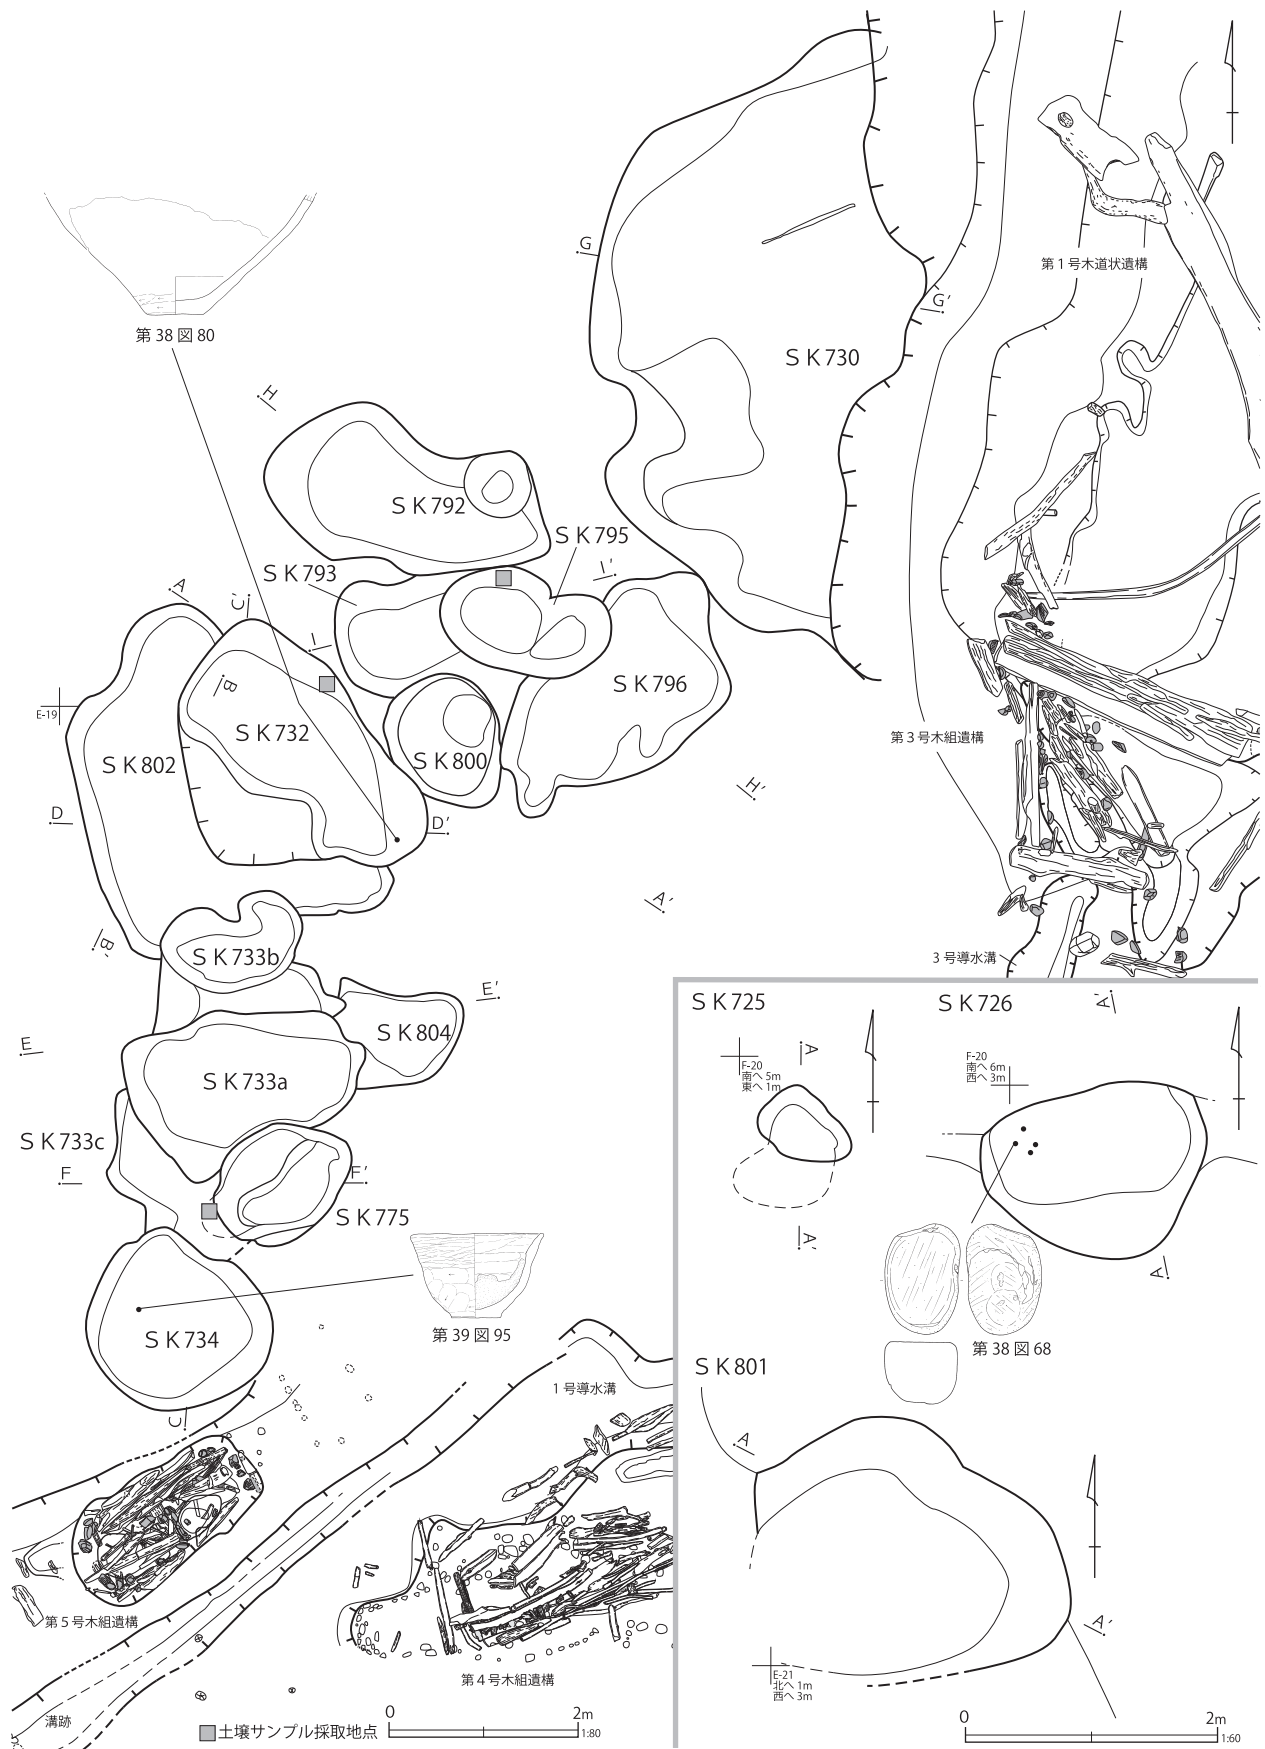 第1号木道状遺構
G
G′
第38図80
SK730
H
SK792
SK795
I′
SK793
A
C′
I
B
E-19
SK796
SK732
SK802
SK800
第3号木組遺構
H′
D
D′
A′
B′
SK733b
3号導水溝
E′
SK804
E
SK733a
SK733c
F
F′
SK775
第39図95
SK734
C
1号導水溝
第5号木組遺構
第4号木組遺構
溝跡
土壌サンプル採取地点
0
2m
1:80
SK725
SK726
A′
A
F-20
南へ5m
東へ1m
A′
F-20
南へ6m
西へ3m
A
第38図68
SK801
A
A′
E-21
北へ1m
西へ3m
0
2m
1:60